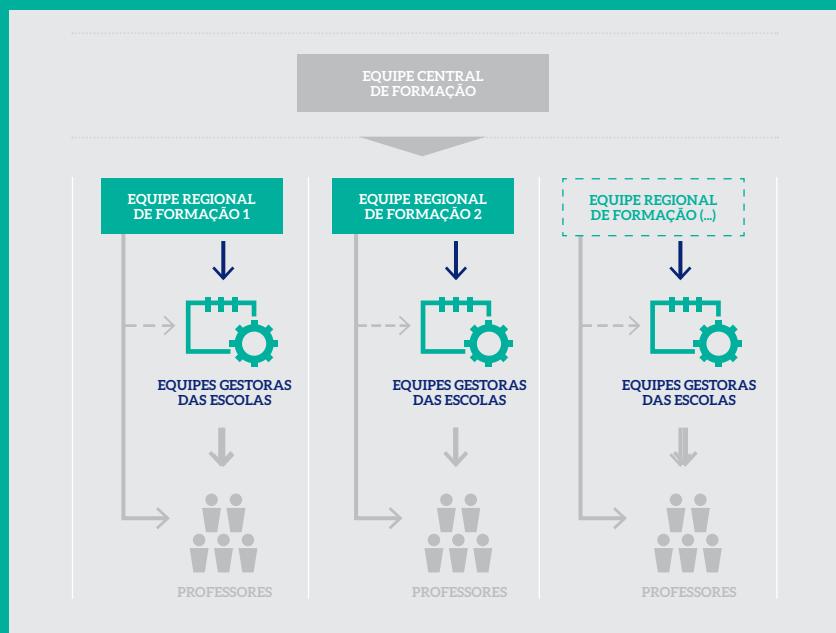 EQUIPE CENTRAL
DE FORMAÇÃO
EQUIPE REGIONAL
DE FORMAÇÃO 1
EQUIPE REGIONAL
DE FORMAÇÃO 2
EQUIPE REGIONAL
DE FORMAÇÃO (...)
EQUIPES GESTORAS
DAS ESCOLAS
EQUIPES GESTORAS
DAS ESCOLAS
EQUIPES GESTORAS
DAS ESCOLAS
PROFESSORES
PROFESSORES
PROFESSORES